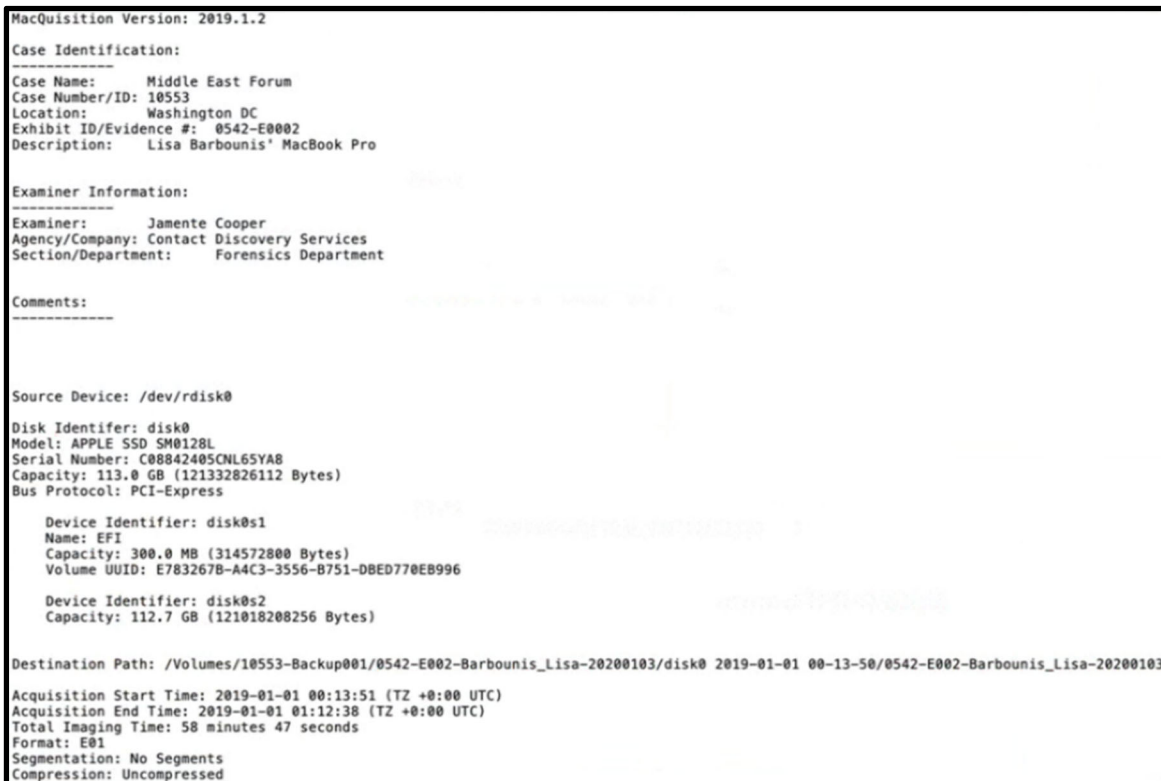 MacQuisition Version: 2019.1.2
Case Identification:
------------
Case Name: Middle East Forum
Case Number/ID: 10553
Location: Washington DC
Exhibit ID/Evidence #: 0542-E0002
Description: Lisa Barbounis' MacBook Pro
Examiner Information:
------------
Examiner: Jamente Cooper
Agency/Company: Contact Discovery Services
Section/Department: Forensics Department
Comments:
------------
Source Device: /dev/rdisk0
Disk Identifer: disk0
Model: APPLE SSD SM0128L
Serial Number: C08842405CNL65YA8
Capacity: 113.0 GB (121332826112 Bytes)
Bus Protocol: PCI-Express
Device Identifier: disk0s1
Name: EFI
Capacity: 300.0 MB (314572800 Bytes)
Volume UUID: E783267B-A4C3-3556-B751-DBED770EB996
Device Identifier: disk0s2
Capacity: 112.7 GB (121018208256 Bytes)
Destination Path: /Volumes/10553-Backup001/0542-E002-Barbounis_Lisa-20200103/disk0 2019-01-01 00-13-50/0542-E002-Barbounis_Lisa-20200103
Acquisition Start Time: 2019-01-01 00:13:51 (TZ +0:00 UTC)
Acquisition End Time: 2019-01-01 01:12:38 (TZ +0:00 UTC)
Total Imaging Time: 58 minutes 47 seconds
Format: E01
Segmentation: No Segments
Compression: Uncompressed